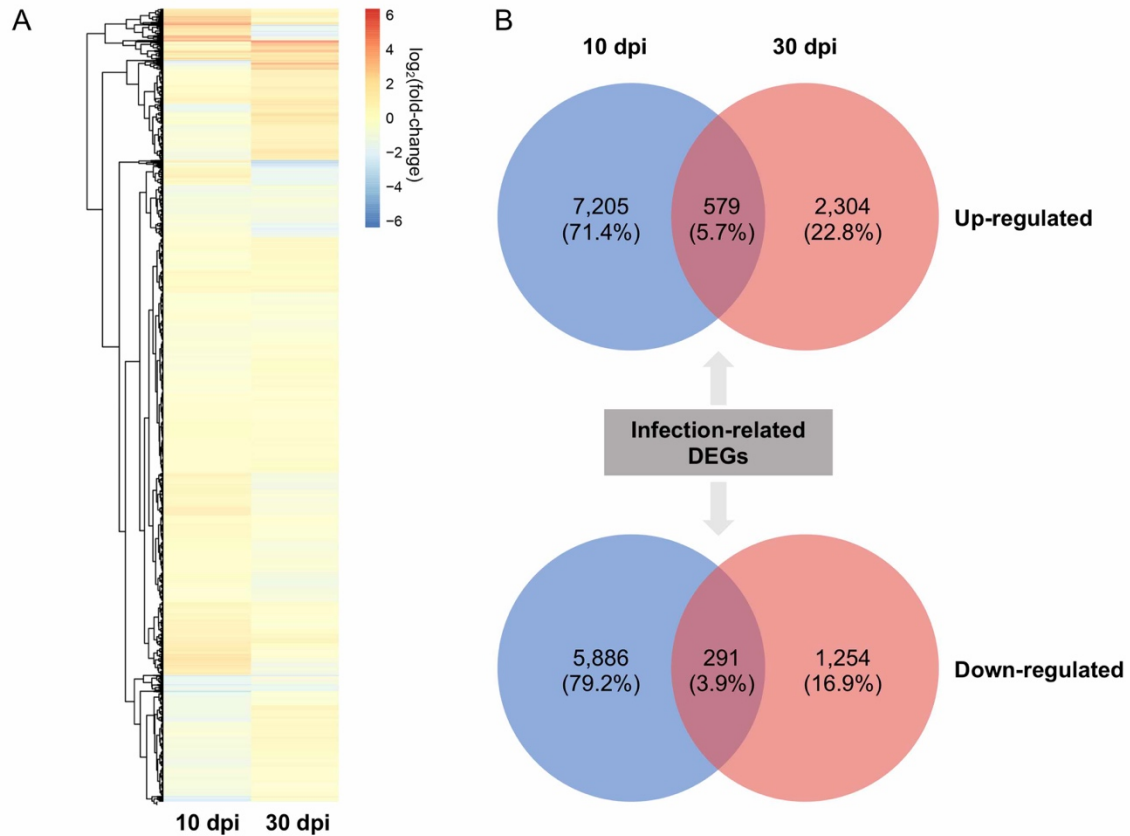 A
6
4
2
0
−2
−4
−6
log2(fold-change)
10 dpi 30 dpi
B
10 dpi 30 dpi
7,205 579 2,304
(71.4%) (5.7%) (22.8%)
Up-regulated
Infection-related
DEGs
5,886 291 1,254
(79.2%) (3.9%) (16.9%)
Down-regulated